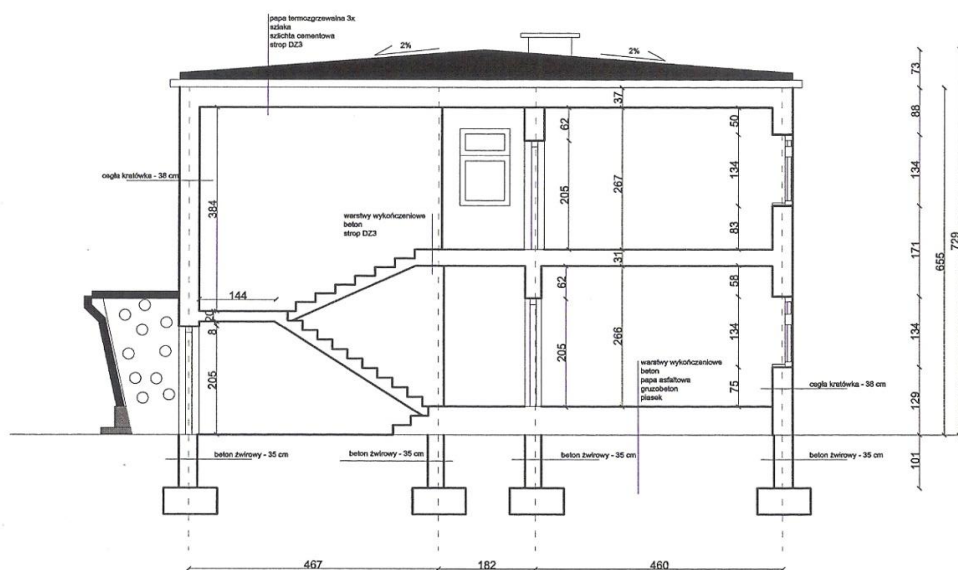 papa termozgrzewalna 3x
szlaka
szlichta cementowa
strop DZ3
2%
2%
73
37
88
62
50
cegła kratówka - 38 cm
384
205
267
134
134
warstwy wykończeniowe
beton
strop DZ3
83
171
655
729
31
62
58
144
20
8
205
205
266
134
134
warstwy wykończeniowe
beton
papa asfaltowa
gruzobeton
piasek
75
cegła kratówka - 38 cm
129
beton żwirowy - 35 cm
beton żwirowy - 35 cm
beton żwirowy - 35 cm
beton żwirowy - 35 cm
101
467
182
460